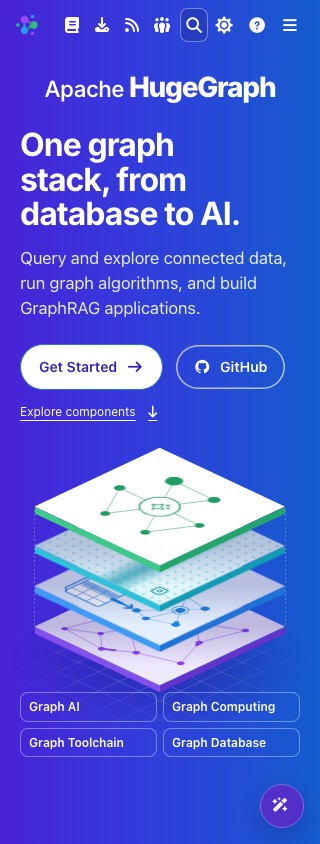 Apache HugeGraph
One graph
stack, from
database to AI.
Query and explore connected data,
run graph algorithms, and build
GraphRAG applications.
Get Started →
GitHub
Explore components ↓
Graph AI
Graph Computing
Graph Toolchain
Graph Database